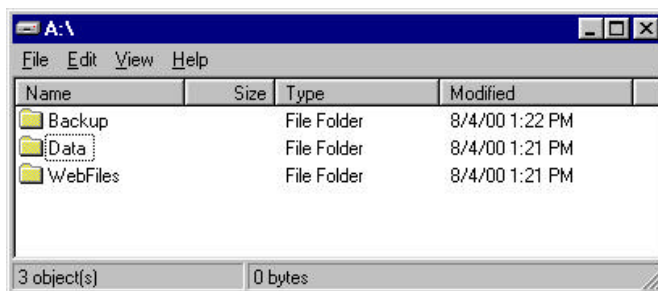 A:\
File Edit View Help
Name Size Type Modified
Backup File Folder 8/4/00 1:22 PM
Data File Folder 8/4/00 1:21 PM
WebFiles File Folder 8/4/00 1:21 PM
3 object(s) 0 bytes